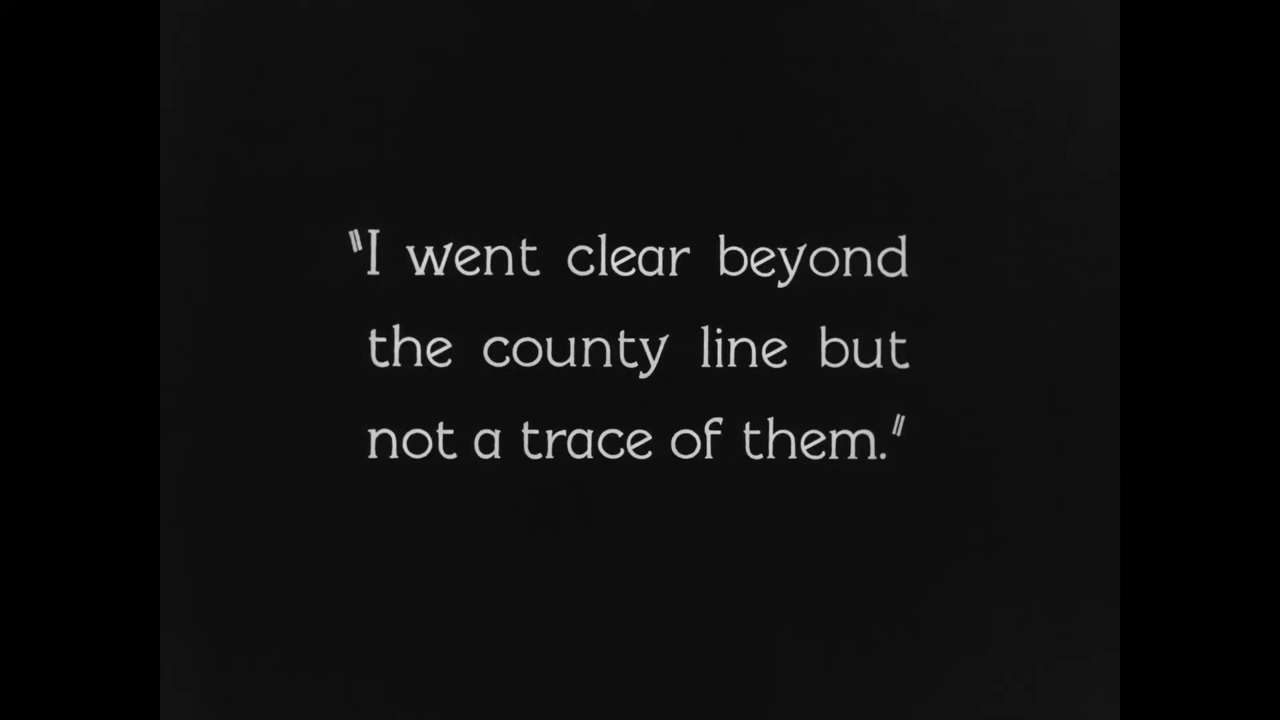 "I went clear beyond
the county line but
not a trace of them."